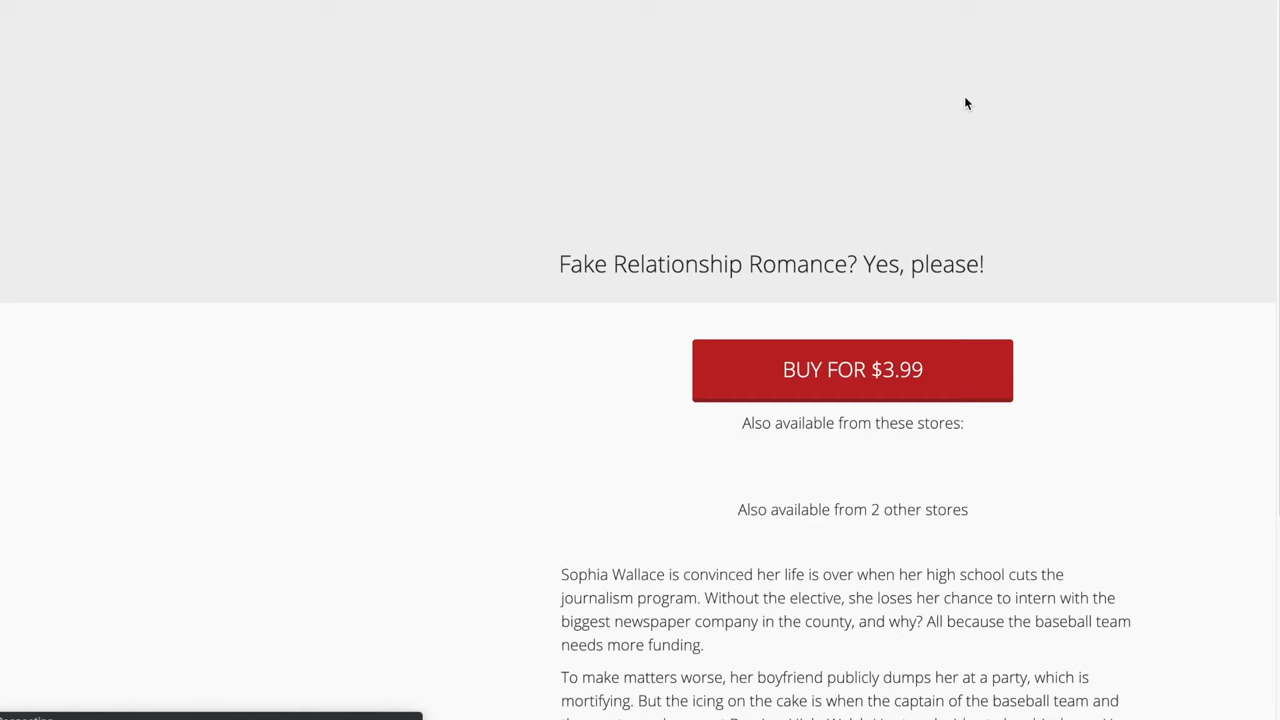 Fake Relationship Romance? Yes, please!
BUY FOR $3.99
Also available from these stores:
Also available from 2 other stores
Sophia Wallace is convinced her life is over when her high school cuts the
journalism program. Without the elective, she loses her chance to intern with the
biggest newspaper company in the county, and why? All because the baseball team
needs more funding.
To make matters worse, her boyfriend publicly dumps her at a party, which is
mortifying. But the icing on the cake is when the captain of the baseball team and